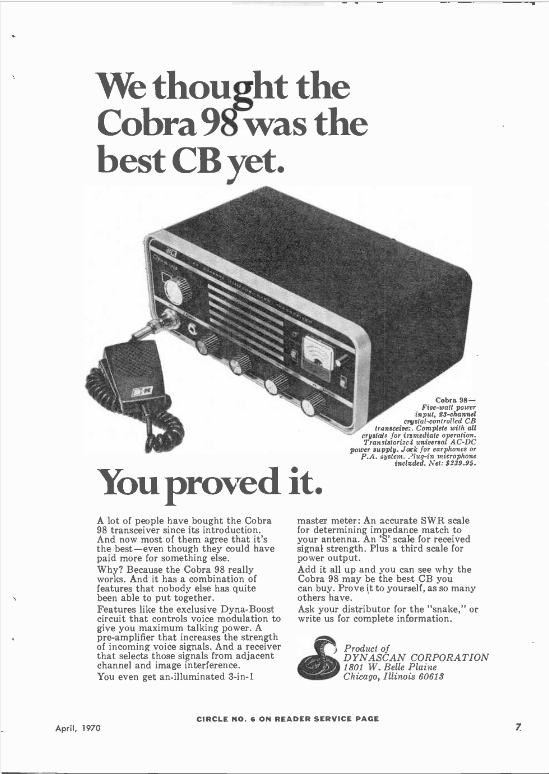 We thought the
Cobra 98 was the
best CB yet.
Cobra 98—
Five-watt power
input, 23-channel
crystal-controlled CB
transceiver. Complete with all
crystals for immediate operation.
Transistorized universal AC-DC
power supply. Jack for earphones or
P.A. system. Plug-in microphone
included. Net: $239.95.
You proved it.
A lot of people have bought the Cobra
98 transceiver since its introduction.
And now most of them agree that it's
the best—even though they could have
paid more for something else.
Why? Because the Cobra 98 really
works. And it has a combination of
features that nobody else has quite
been able to put together.
Features like the exclusive Dyna-Boost
circuit that controls voice modulation to
give you maximum talking power. A
pre-amplifier that increases the strength
of incoming voice signals. And a receiver
that selects those signals from adjacent
channel and image interference.
You even get an illuminated 3-in-1
master meter: An accurate SWR scale
for determining impedance match to
your antenna. An 'S' scale for received
signal strength. Plus a third scale for
power output.
Add it all up and you can see why the
Cobra 98 may be the best CB you
can buy. Prove it to yourself, as so many
others have.
Ask your distributor for the "snake," or
write us for complete information.
Product of
DYNASCAN CORPORATION
1801 W. Belle Plaine
Chicago, Illinois 60613
CIRCLE NO. 6 ON READER SERVICE PAGE
April, 1970
7